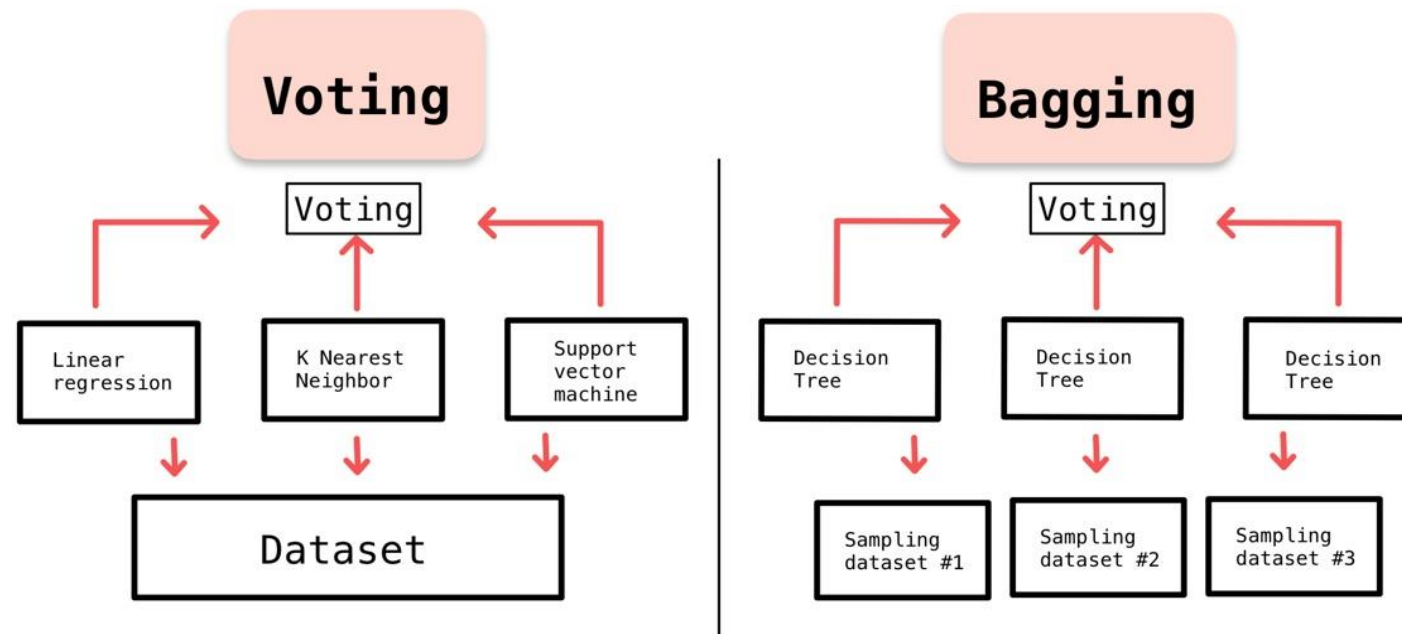 Voting
Voting
Linear
regression
K Nearest
Neighbor
Support
vector
machine
Dataset
Bagging
Voting
Decision
Tree
Decision
Tree
Decision
Tree
Sampling
dataset #1
Sampling
dataset #2
Sampling
dataset #3